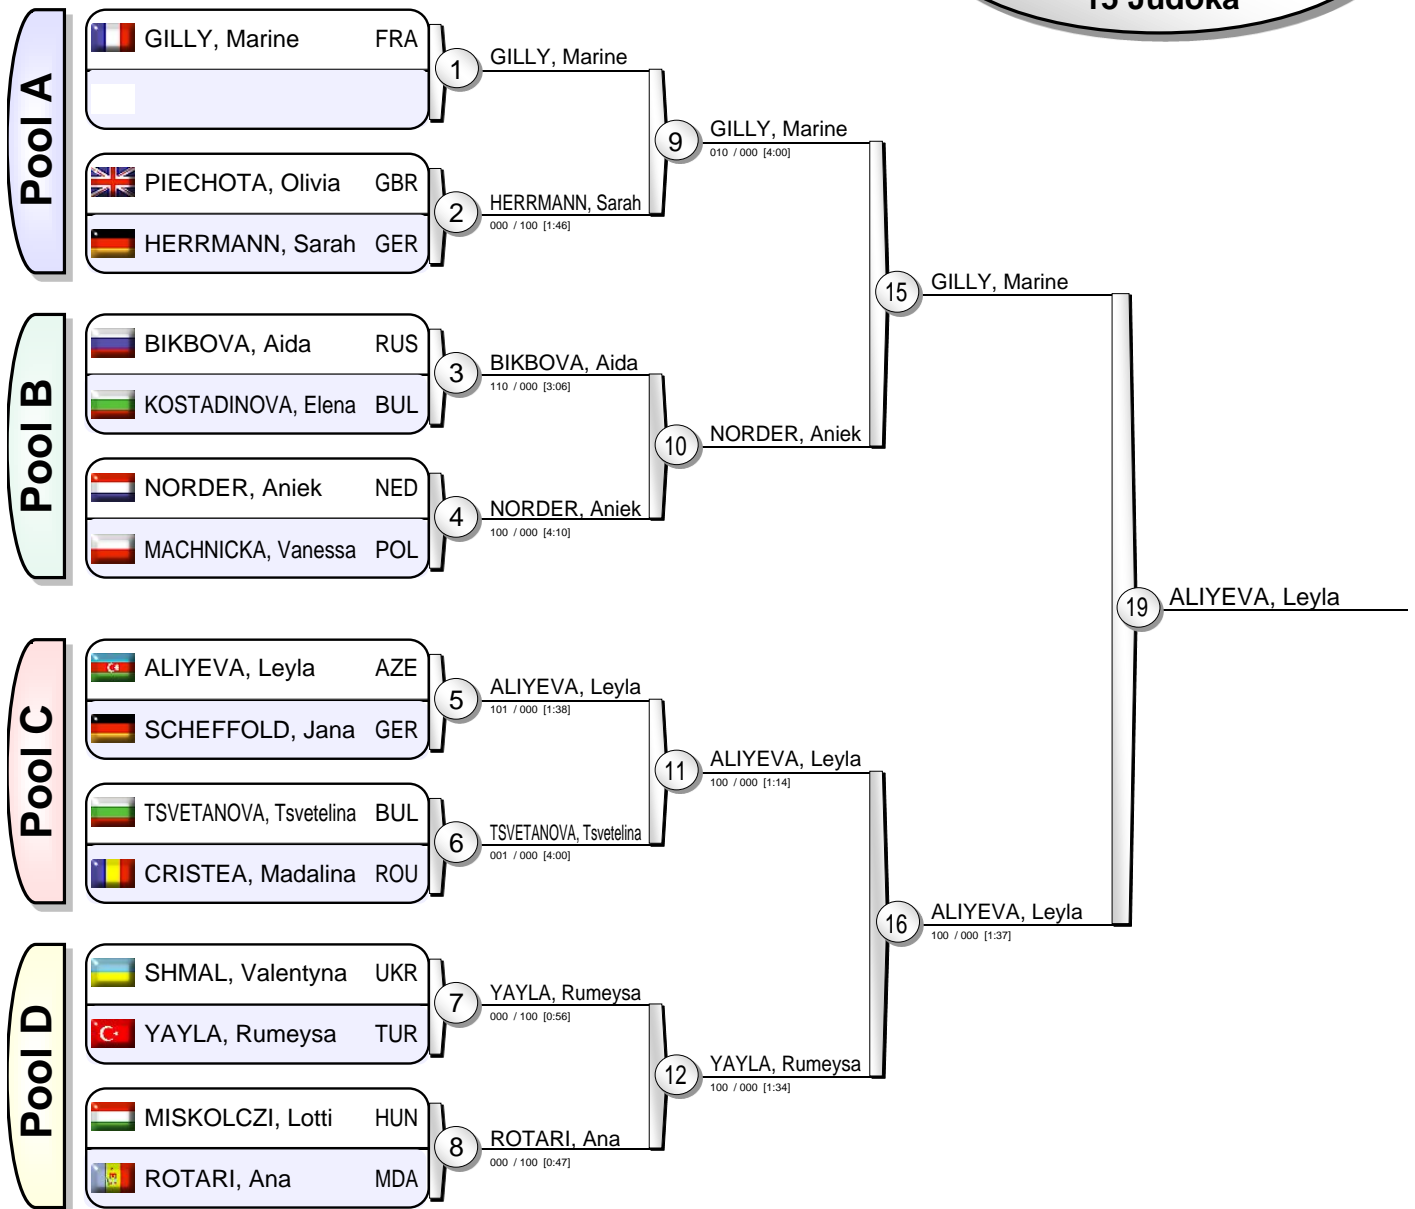 15 Judoka
Pool A
GILLY, Marine FRA
1
GILLY, Marine
PIECHOTA, Olivia GBR
HERRMANN, Sarah GER
2
HERRMANN, Sarah
000 / 100 [1:46]
9
GILLY, Marine
010 / 000 [4:00]
Pool B
BIKBOVA, Aida RUS
KOSTADINOVA, Elena BUL
3
BIKBOVA, Aida
110 / 000 [3:06]
NORDER, Aniek NED
MACHNICKA, Vanessa POL
4
NORDER, Aniek
100 / 000 [4:10]
10
NORDER, Aniek
15
GILLY, Marine
Pool C
ALIYEVA, Leyla AZE
SCHEFFOLD, Jana GER
5
ALIYEVA, Leyla
101 / 000 [1:38]
TSVETANOVA, Tsvetelina BUL
CRISTEA, Madalina ROU
6
TSVETANOVA, Tsvetelina
001 / 000 [4:00]
11
ALIYEVA, Leyla
100 / 000 [1:14]
Pool D
SHMAL, Valentyna UKR
YAYLA, Rumeysa TUR
7
YAYLA, Rumeysa
000 / 100 [0:56]
MISKOLCZI, Lotti HUN
ROTARI, Ana MDA
8
ROTARI, Ana
000 / 100 [0:47]
12
YAYLA, Rumeysa
100 / 000 [1:34]
16
ALIYEVA, Leyla
100 / 000 [1:37]
19
ALIYEVA, Leyla